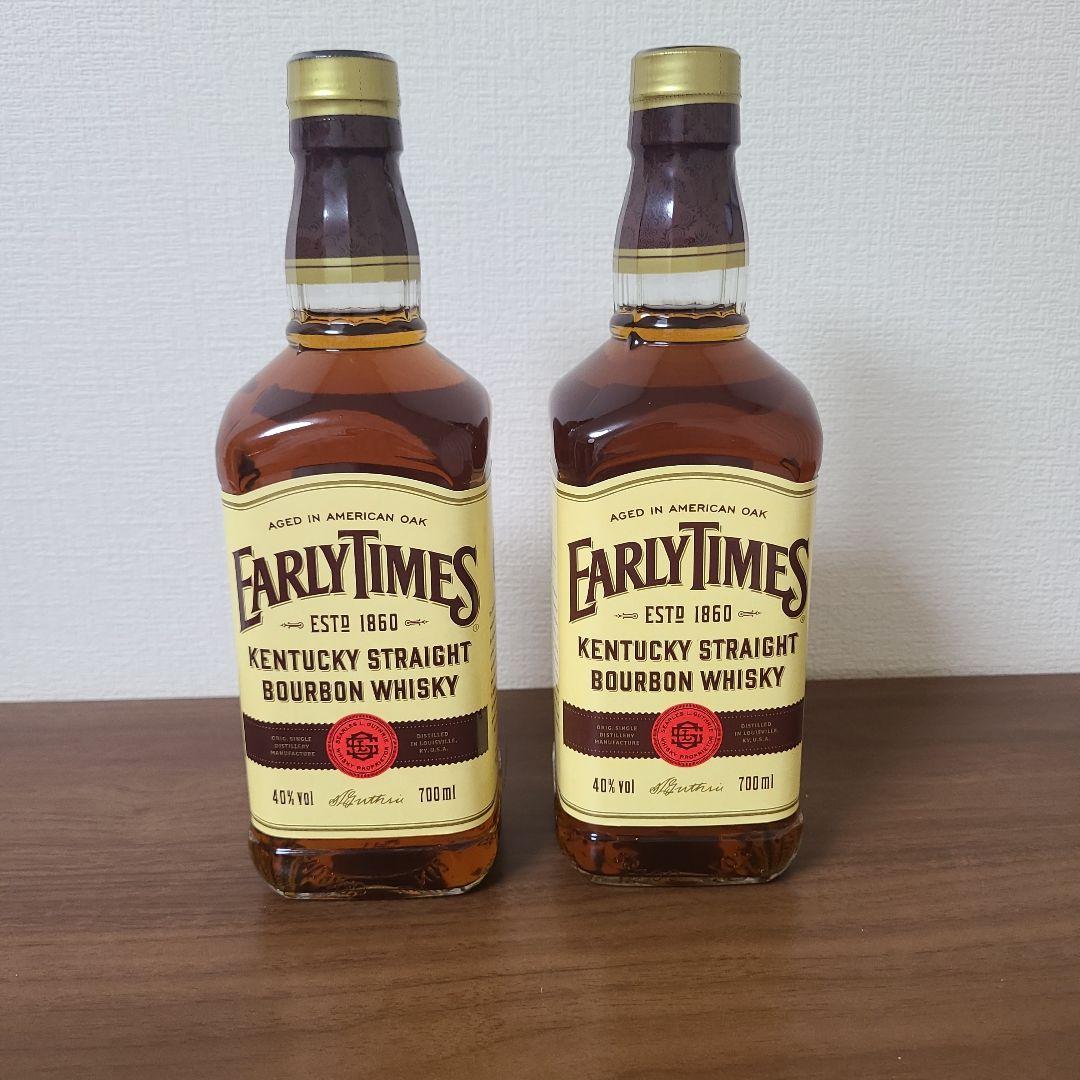 AGED IN AMERICAN OAK
EARLY TIMES
ESTD 1860
KENTUCKY STRAIGHT
BOURBON WHISKY
ORIG. SINGLE
DISTILLERY
MANUFACTURE
DISTILLED
IN LOUISVILLE,
KY, U.S.A.
40% vol
700ml
AGED IN AMERICAN OAK
EARLY TIMES
ESTD 1860
KENTUCKY STRAIGHT
BOURBON WHISKY
ORIG. SINGLE
DISTILLERY
MANUFACTURE
DISTILLED
IN LOUISVILLE,
KY, U.S.A.
40% vol
700ml